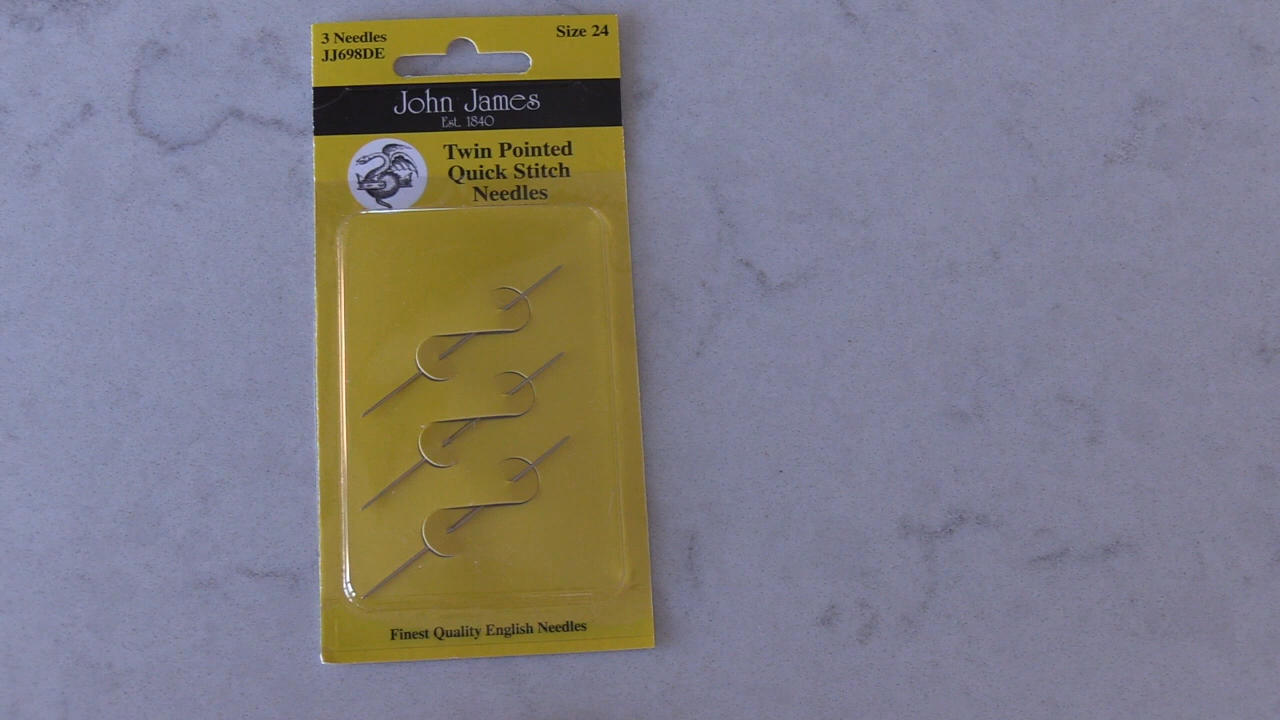 3 Needles
JJ698DE
Size 24
John James
Est. 1840
Twin Pointed
Quick Stitch
Needles
Finest Quality English Needles